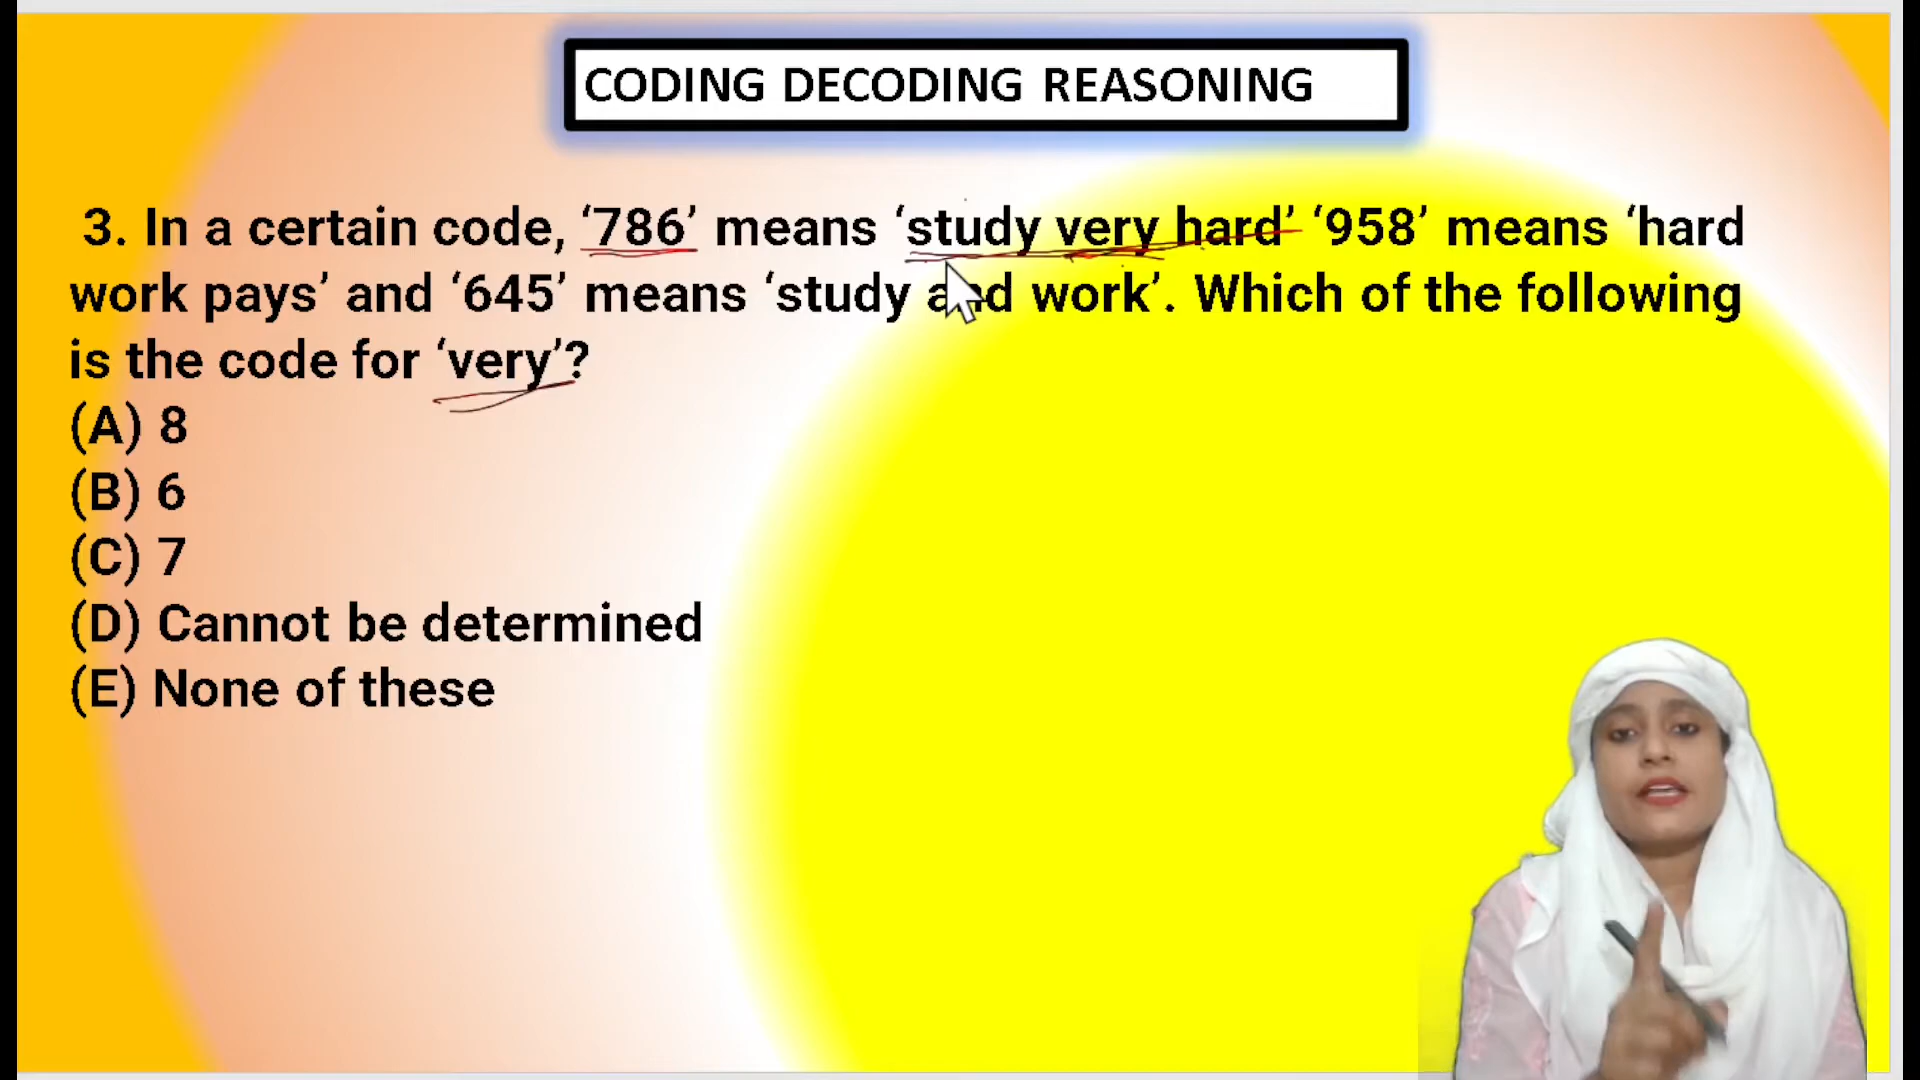 CODING DECODING REASONING
3. In a certain code, ‘786’ means ‘study very hard’ ‘958’ means ‘hard
work pays’ and ‘645’ means ‘study and work’. Which of the following
is the code for ‘very’?
(A) 8
(B) 6
(C) 7
(D) Cannot be determined
(E) None of these